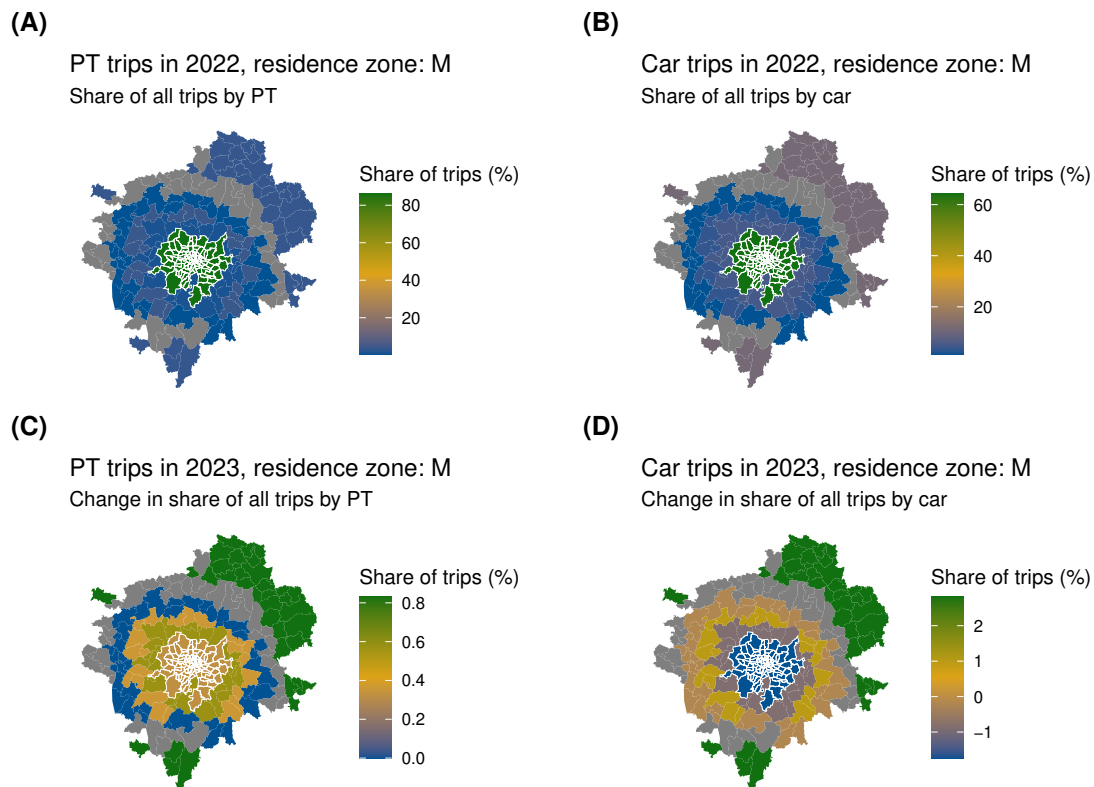 (A)
PT trips in 2022, residence zone: M
Share of all trips by PT
Share of trips (%)
80
60
40
20
(B)
Car trips in 2022, residence zone: M
Share of all trips by car
Share of trips (%)
60
40
20
(C)
PT trips in 2023, residence zone: M
Change in share of all trips by PT
Share of trips (%)
0.8
0.6
0.4
0.2
0.0
(D)
Car trips in 2023, residence zone: M
Change in share of all trips by car
Share of trips (%)
2
1
0
−1